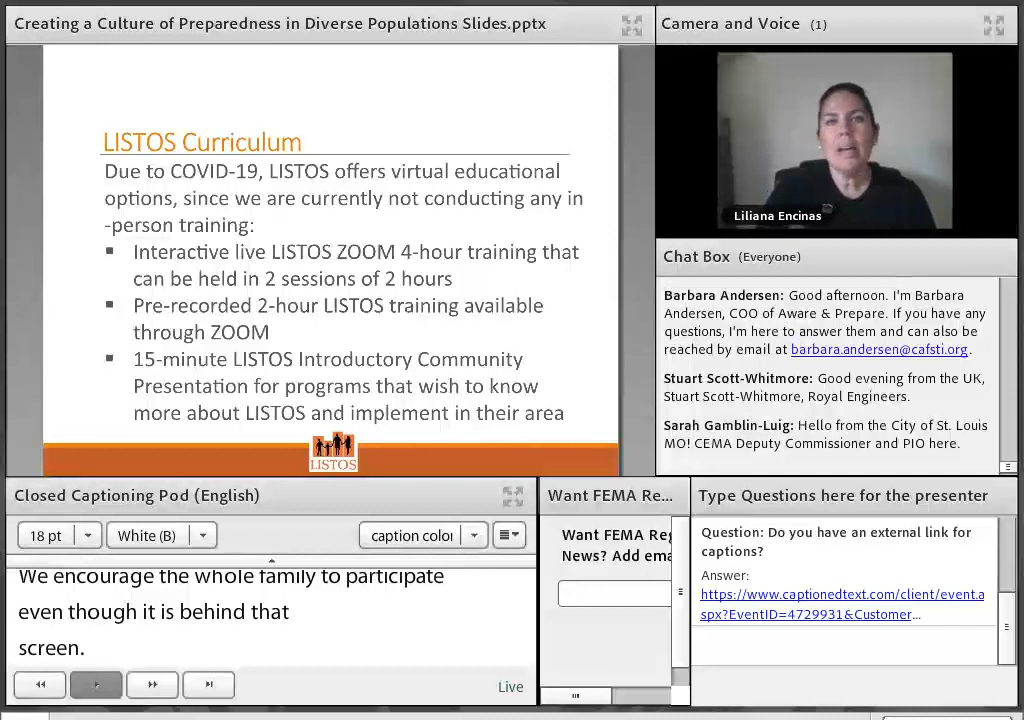 Creating a Culture of Preparedness in Diverse Populations Slides.pptx
LISTOS Curriculum
Due to COVID-19, LISTOS offers virtual educational
options, since we are currently not conducting any in
-person training:
▪ Interactive live LISTOS ZOOM 4-hour training that
can be held in 2 sessions of 2 hours
▪ Pre-recorded 2-hour LISTOS training available
through ZOOM
▪ 15-minute LISTOS Introductory Community
Presentation for programs that wish to know
more about LISTOS and implement in their area
LISTOS
Camera and Voice (1)
Liliana Encinas
Chat Box (Everyone)
Barbara Andersen: Good afternoon. I'm Barbara
Andersen, COO of Aware & Prepare. If you have any
questions, I'm here to answer them and can also be
reached by email at barbara.andersen@cafsti.org.
Stuart Scott-Whitmore: Good evening from the UK,
Stuart Scott-Whitmore, Royal Engineers.
Sarah Gamblin-Luig: Hello from the City of St. Louis
MO! CEMA Deputy Commissioner and PIO here.
Closed Captioning Pod (English)
18 pt
White (B)
caption color
We encourage the whole family to participate
even though it is behind that
screen.
Live
Want FEMA Re...
Want FEMA Reg
News? Add ema
Type Questions here for the presenter
Question: Do you have an external link for
captions?
Answer:
https://www.captionedtext.com/client/event.a
spx?EventID=4729931&Customer...